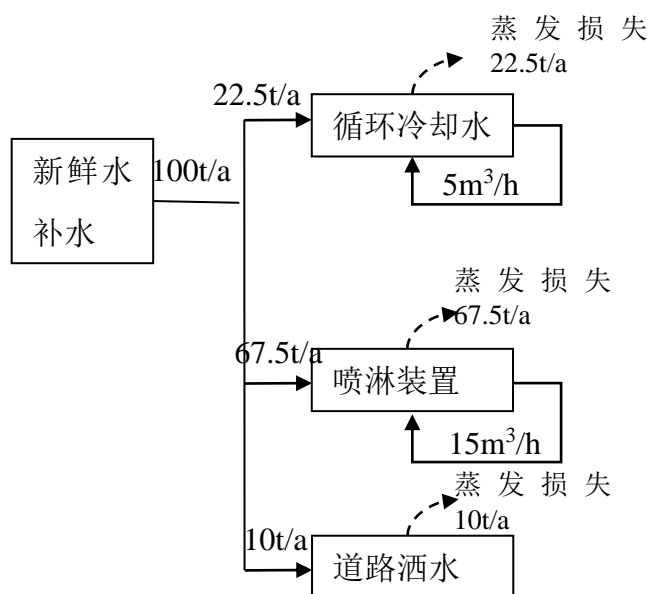 蒸发损失
22.5t/a
22.5t/a
循环冷却水
新鲜水
补水
100t/a
5m³/h
蒸发损失
67.5t/a
67.5t/a
喷淋装置
15m³/h
蒸发损失
10t/a
10t/a
道路洒水